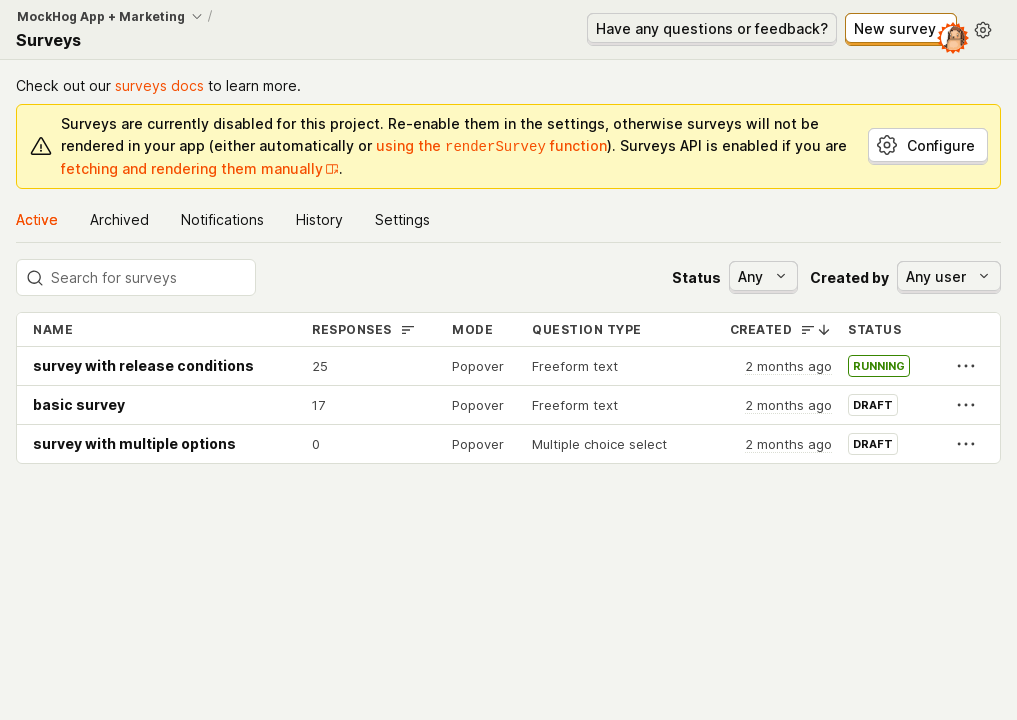 MockHog App + Marketing /
Surveys
Have any questions or feedback?
New survey
Check out our surveys docs to learn more.
Surveys are currently disabled for this project. Re-enable them in the settings, otherwise surveys will not be
rendered in your app (either automatically or using the renderSurvey function). Surveys API is enabled if you are
fetching and rendering them manually.
Configure
Active Archived Notifications History Settings
Search for surveys
Status Any Created by Any user
NAME RESPONSES MODE QUESTION TYPE CREATED STATUS
survey with release conditions 25 Popover Freeform text 2 months ago RUNNING
basic survey 17 Popover Freeform text 2 months ago DRAFT
survey with multiple options 0 Popover Multiple choice select 2 months ago DRAFT